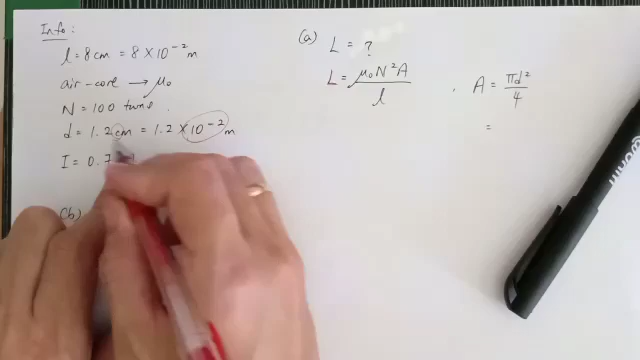 Info:
l = 8 cm = 8 × 10⁻² m
air-core → μ₀
N = 100 turns.
d = 1.2 cm = 1.2 × 10⁻² m
I = 0.7
(b)
(a) L = ?
L = μ₀N²A / l , A = πd² / 4
=